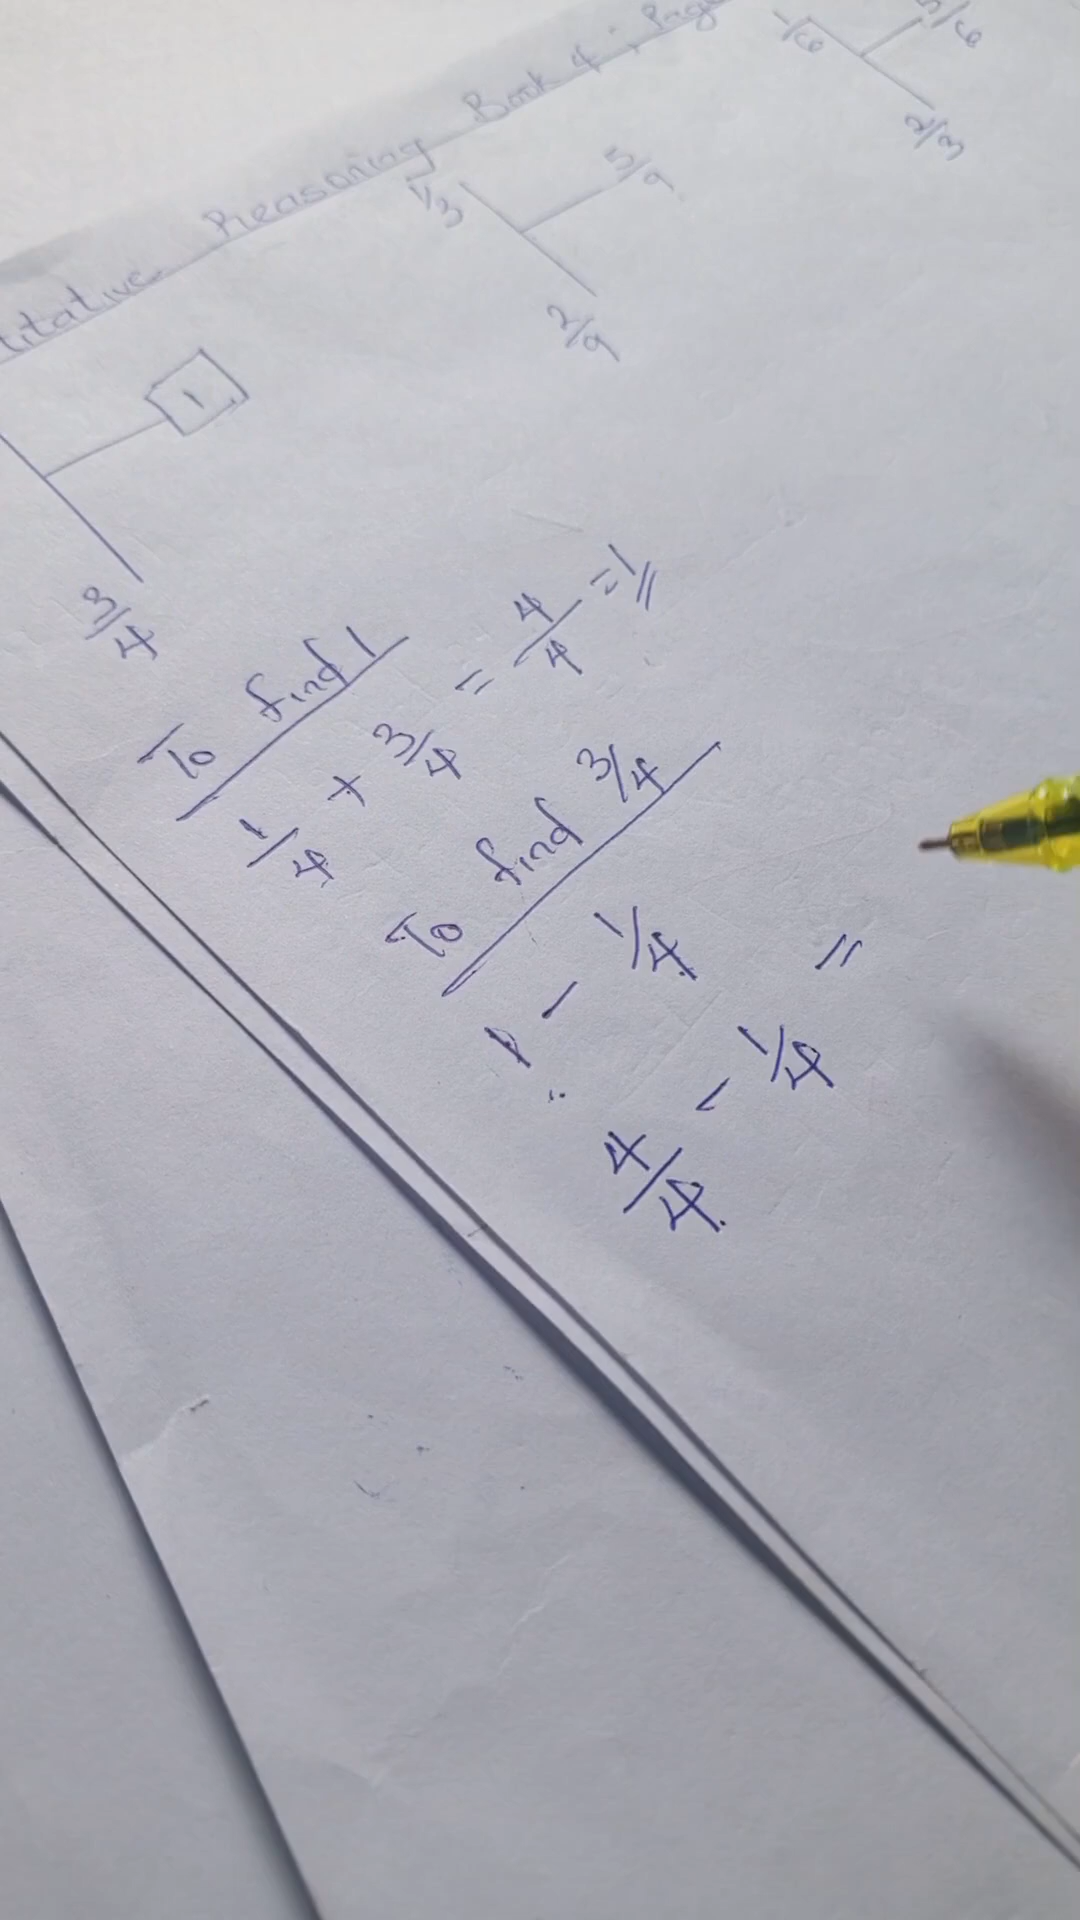 titative Reasoning Book 4; Page
1
3/4
1/3
5/9
2/9
1/6
5/6
2/3
To find 1
1/4 + 3/4 = 4/4 = 1
To find 3/4
1 - 1/4
4/4 - 1/4 =